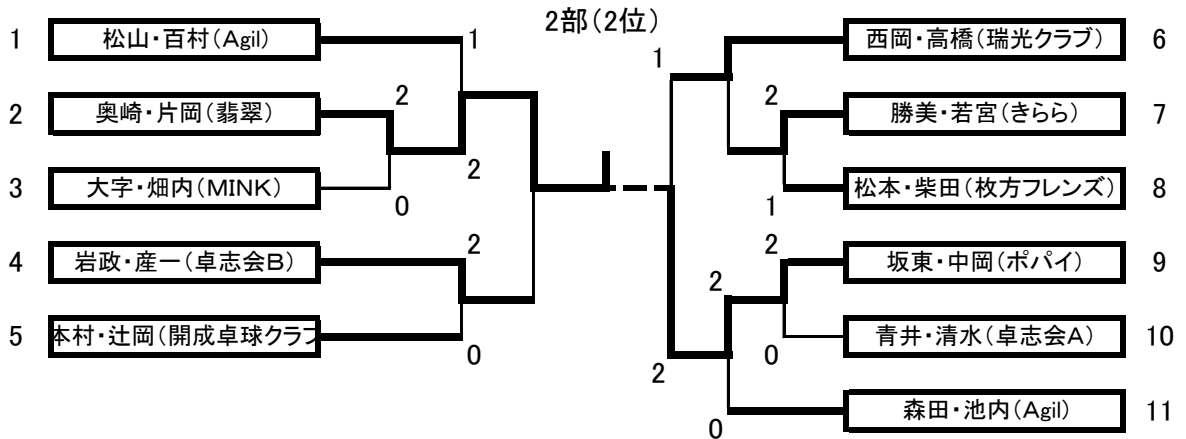 2部(2位)
1 松山・百村(Agil) 1
2 奥崎・片岡(翡翠) 2
2
3 大字・畑内(MINK) 0
4 岩政・産一(卓志会B) 2
5 本村・辻岡(開成卓球クラブ 0
1 西岡・高橋(瑞光クラブ) 6
2 勝美・若宮(きらら) 7
1 松本・柴田(枚方フレンズ) 8
2 2 坂東・中岡(ポパイ) 9
2 0 青井・清水(卓志会A) 10
0 森田・池内(Agil) 11